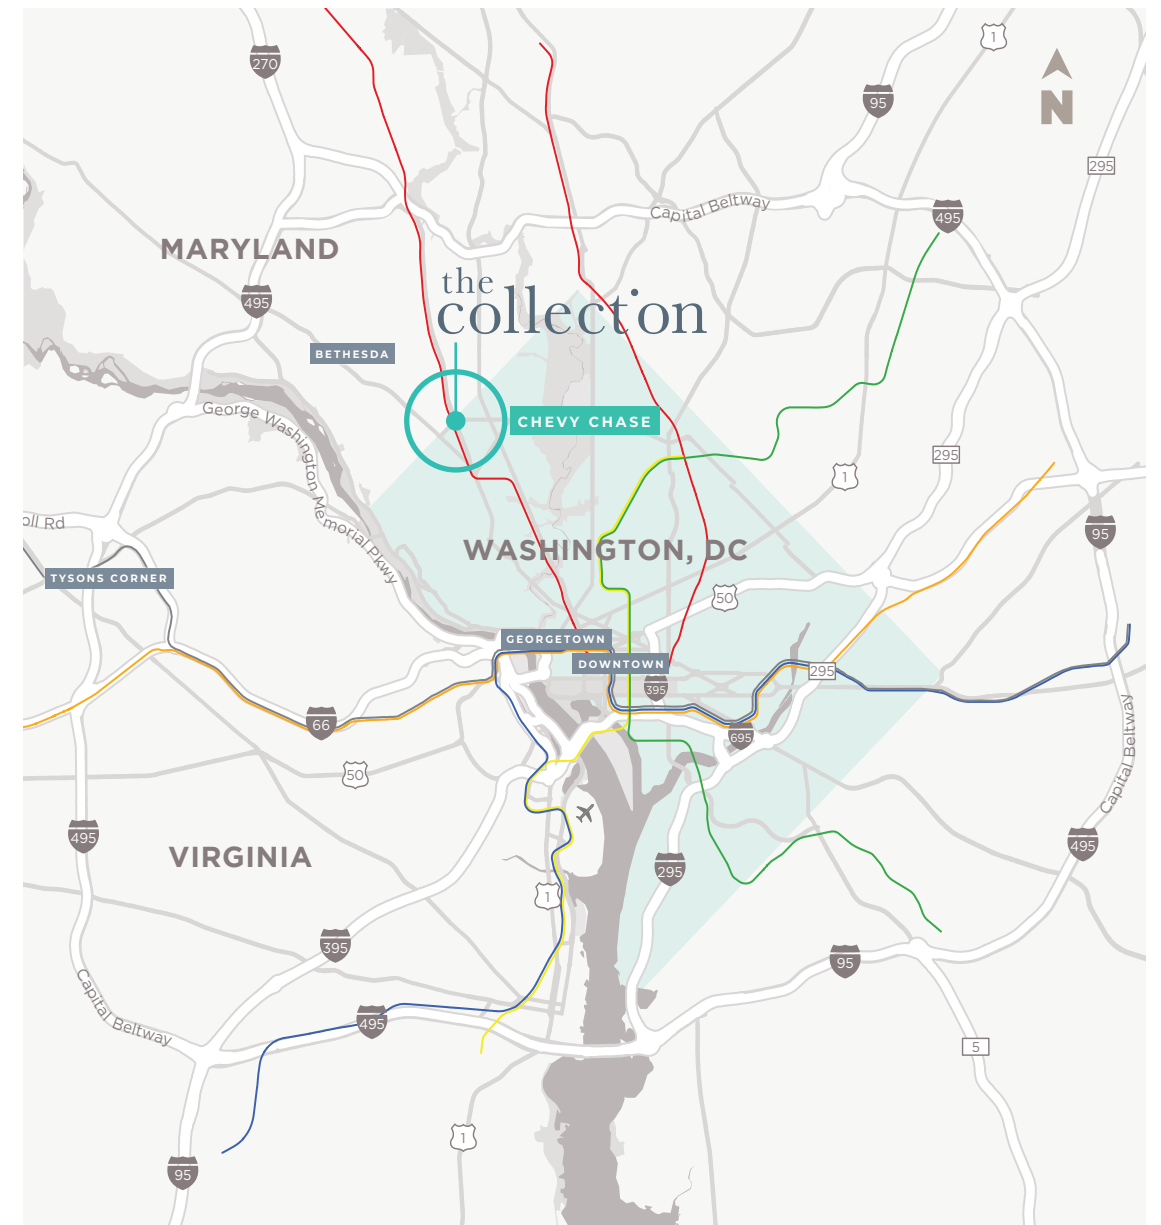 1
270
95
N
295
Capital Beltway
495
MARYLAND
495
the
collection
BETHESDA
George Washington Memorial Pkwy
CHEVY CHASE
295
1
oll Rd
95
WASHINGTON, DC
TYSONS CORNER
50
GEORGETOWN
DOWNTOWN
295
395
66
695
Capital Beltway
50
495
495
VIRGINIA
295
1
395
95
Capital Beltway
495
5
1
95